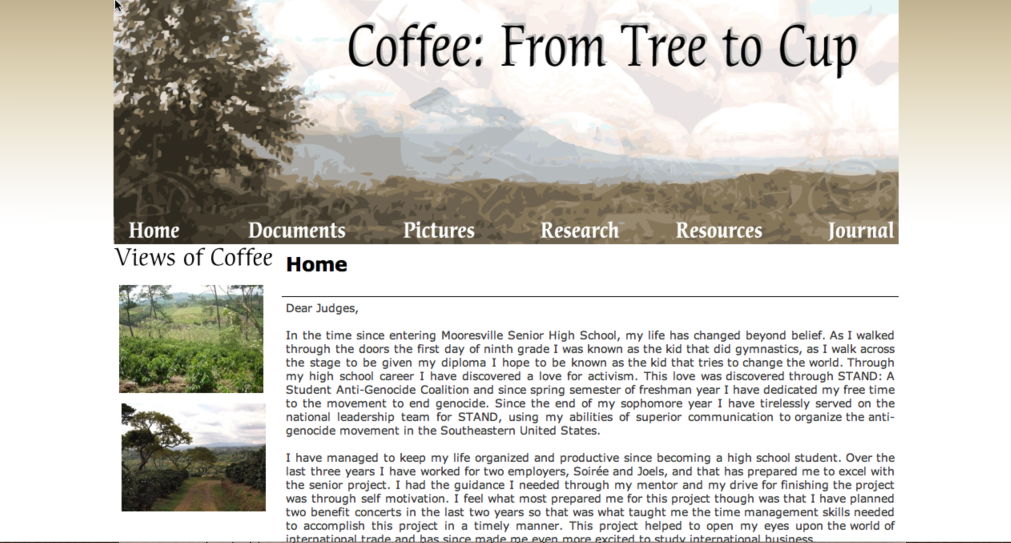 Coffee: From Tree to Cup
Home Documents Pictures Research Resources Journal
Views of Coffee
Home
Dear Judges,
In the time since entering Mooresville Senior High School, my life has changed beyond belief. As I walked
through the doors the first day of ninth grade I was known as the kid that did gymnastics, as I walk across
the stage to be given my diploma I hope to be known as the kid that tries to change the world. Through
my high school career I have discovered a love for activism. This love was discovered through STAND: A
Student Anti-Genocide Coalition and since spring semester of freshman year I have dedicated my free time
to the movement to end genocide. Since the end of my sophomore year I have tirelessly served on the
national leadership team for STAND, using my abilities of superior communication to organize the anti-
genocide movement in the Southeastern United States.
I have managed to keep my life organized and productive since becoming a high school student. Over the
last three years I have worked for two employers, Soirée and Joels, and that has prepared me to excel with
the senior project. I had the guidance I needed through my mentor and my drive for finishing the project
was through self motivation. I feel what most prepared me for this project though was that I have planned
two benefit concerts in the last two years so that was what taught me the time management skills needed
to accomplish this project in a timely manner. This project helped to open my eyes upon the world of
international trade and has since made me even more excited to study international business.